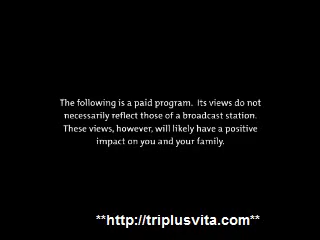 The following is a paid program. Its views do not
necessarily reflect those of a broadcast station.
These views, however, will likely have a positive
impact on you and your family.
**http://triplusvita.com**